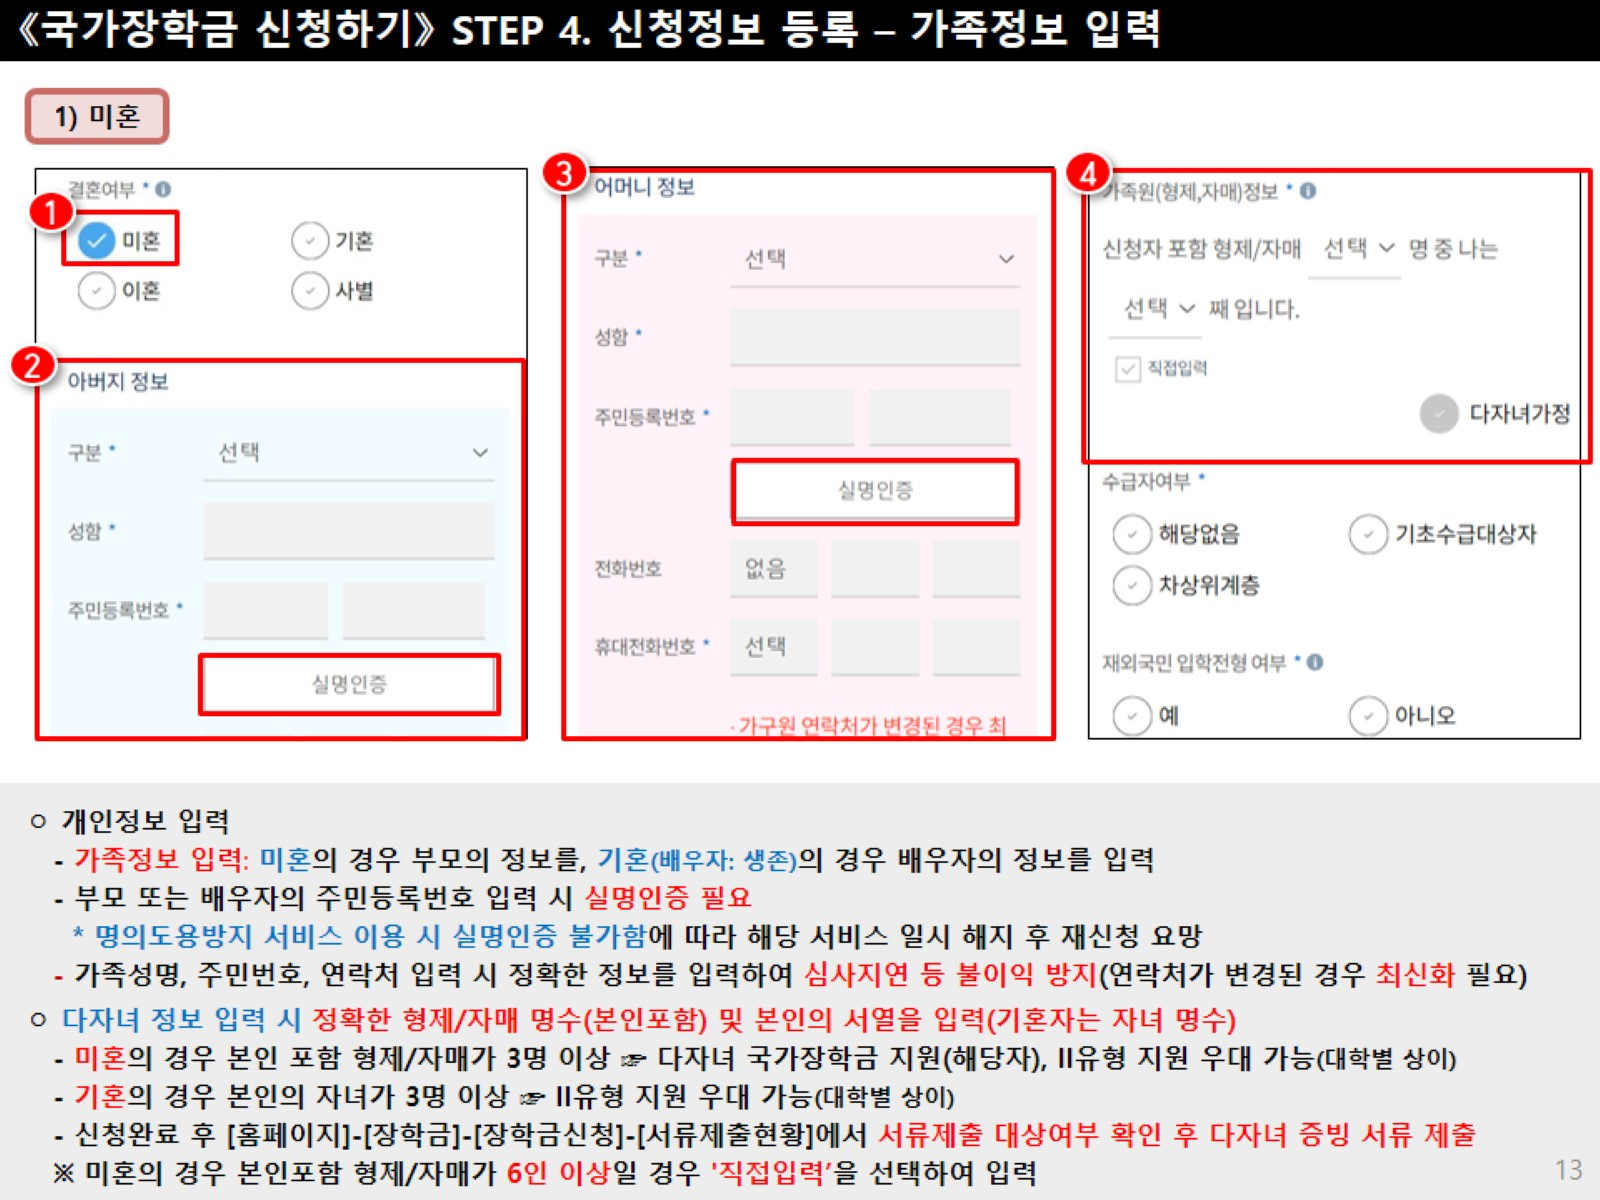 《국가장학금 신청하기》 STEP 4. 신청정보 등록 – 가족정보 입력
1) 미혼
결혼여부 *
1
미혼
기혼
이혼
사별
2
아버지 정보
구분 *
선택
성함 *
주민등록번호 *
실명인증
3
어머니 정보
구분 *
선택
성함 *
주민등록번호 *
실명인증
전화번호
없음
휴대전화번호 *
선택
· 가구원 연락처가 변경된 경우 최
4
가족원(형제,자매)정보 *
신청자 포함 형제/자매 선택 명 중 나는
선택 째 입니다.
직접입력
다자녀가정
수급자여부 *
해당없음
기초수급대상자
차상위계층
재외국민 입학전형 여부 *
예
아니오
○ 개인정보 입력
- 가족정보 입력: 미혼의 경우 부모의 정보를, 기혼(배우자: 생존)의 경우 배우자의 정보를 입력
- 부모 또는 배우자의 주민등록번호 입력 시 실명인증 필요
* 명의도용방지 서비스 이용 시 실명인증 불가함에 따라 해당 서비스 일시 해지 후 재신청 요망
- 가족성명, 주민번호, 연락처 입력 시 정확한 정보를 입력하여 심사지연 등 불이익 방지(연락처가 변경된 경우 최신화 필요)
○ 다자녀 정보 입력 시 정확한 형제/자매 명수(본인포함) 및 본인의 서열을 입력(기혼자는 자녀 명수)
- 미혼의 경우 본인 포함 형제/자매가 3명 이상 ☞ 다자녀 국가장학금 지원(해당자), II유형 지원 우대 가능(대학별 상이)
- 기혼의 경우 본인의 자녀가 3명 이상 ☞ II유형 지원 우대 가능(대학별 상이)
- 신청완료 후 [홈페이지]-[장학금]-[장학금신청]-[서류제출현황]에서 서류제출 대상여부 확인 후 다자녀 증빙 서류 제출
※ 미혼의 경우 본인포함 형제/자매가 6인 이상일 경우 '직접입력'을 선택하여 입력
13